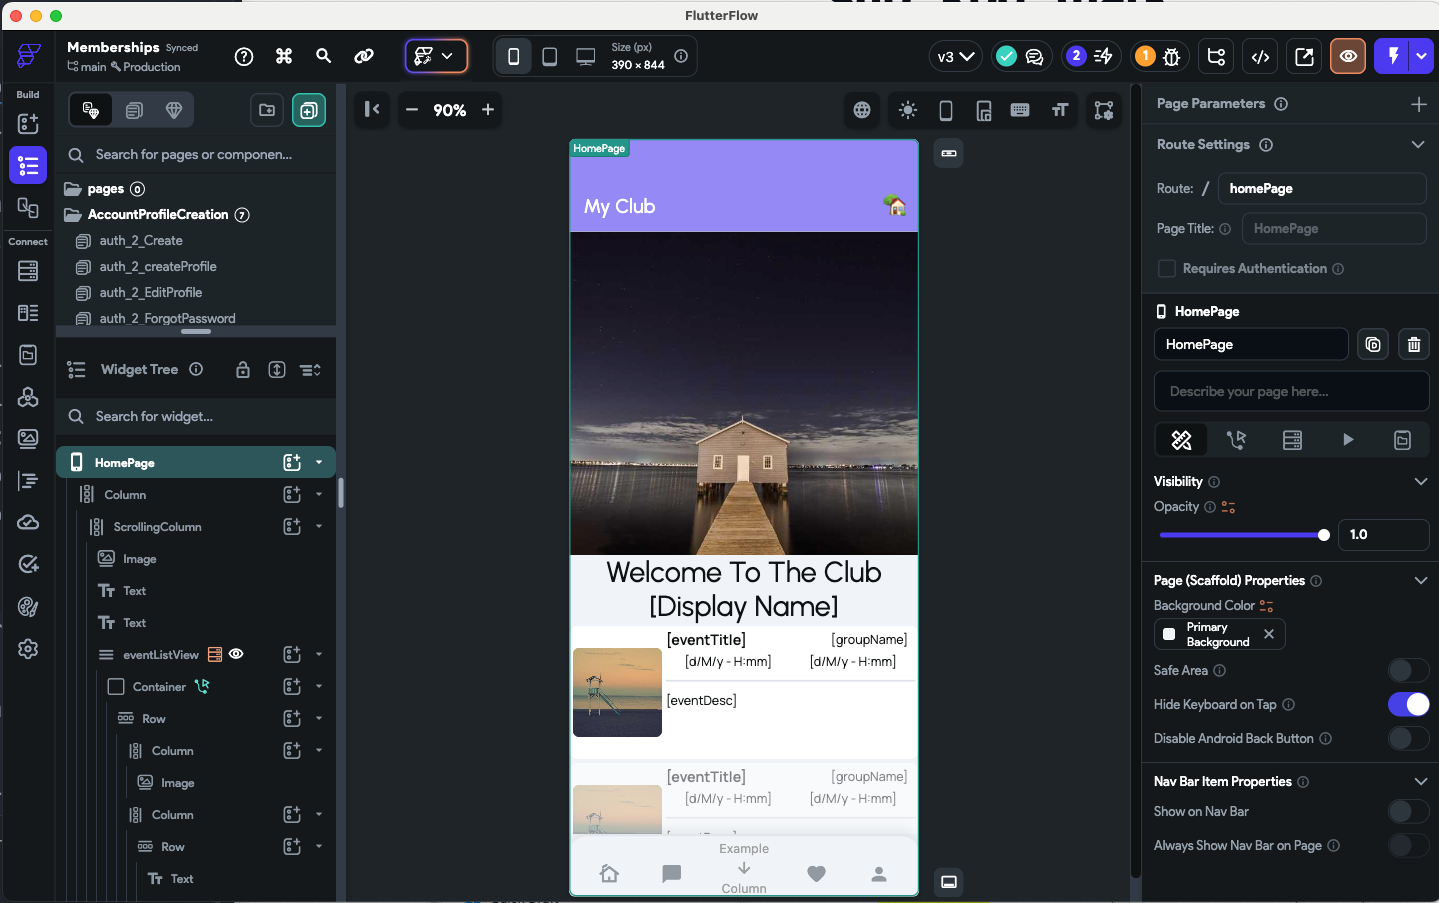 FlutterFlow
Memberships Synced
main Production
Size (px)
390 × 844
v3
2
1
Build
Connect
Search for pages or componen...
pages 0
AccountProfileCreation 7
auth_2_Create
auth_2_createProfile
auth_2_EditProfile
auth_2_ForgotPassword
Widget Tree
Search for widget...
HomePage
Column
ScrollingColumn
Image
Text
Text
eventListView
Container
Row
Column
Image
Column
Row
Text
90%
HomePage
My Club
Welcome To The Club
[Display Name]
[eventTitle] [groupName]
[d/M/y - H:mm] [d/M/y - H:mm]
[eventDesc]
[eventTitle] [groupName]
[d/M/y - H:mm] [d/M/y - H:mm]
Example
Column
Page Parameters
Route Settings
Route: / homePage
Page Title: HomePage
Requires Authentication
HomePage
HomePage
Describe your page here...
Visibility
Opacity
1.0
Page (Scaffold) Properties
Background Color
Primary
Background
Safe Area
Hide Keyboard on Tap
Disable Android Back Button
Nav Bar Item Properties
Show on Nav Bar
Always Show Nav Bar on Page